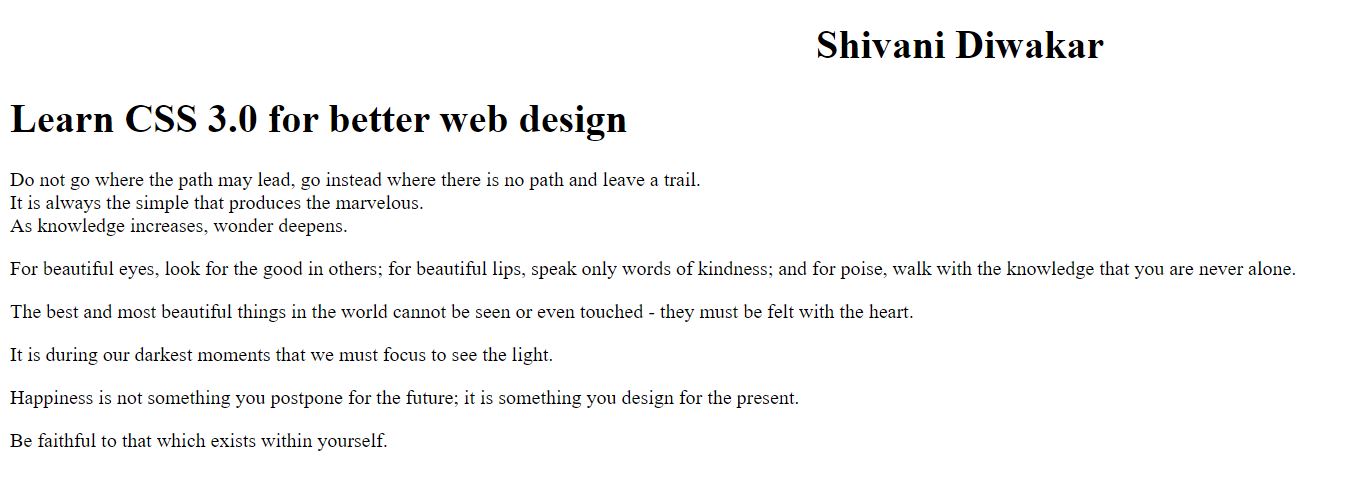 Shivani Diwakar
Learn CSS 3.0 for better web design
Do not go where the path may lead, go instead where there is no path and leave a trail.
It is always the simple that produces the marvelous.
As knowledge increases, wonder deepens.
For beautiful eyes, look for the good in others; for beautiful lips, speak only words of kindness; and for poise, walk with the knowledge that you are never alone.
The best and most beautiful things in the world cannot be seen or even touched - they must be felt with the heart.
It is during our darkest moments that we must focus to see the light.
Happiness is not something you postpone for the future; it is something you design for the present.
Be faithful to that which exists within yourself.